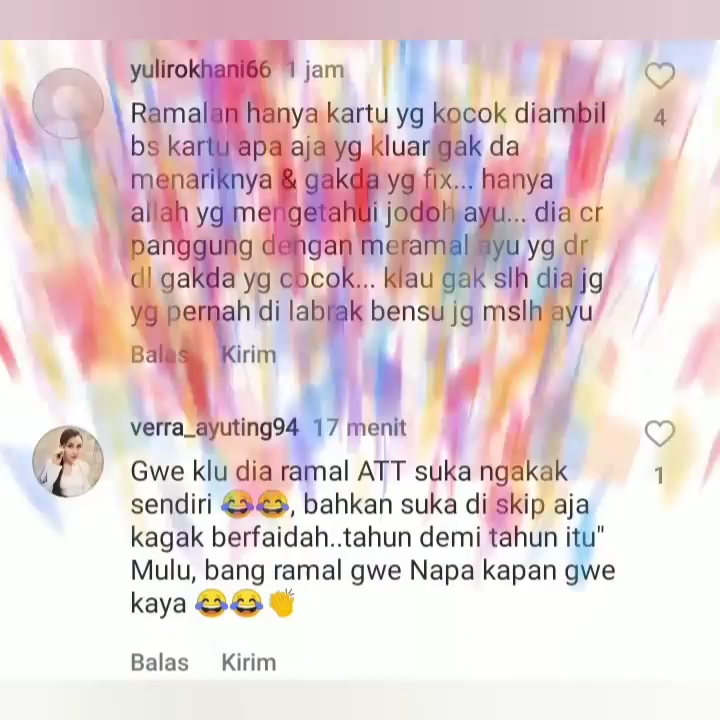 yulirokhani66 1 jam
Ramalan hanya kartu yg kocok diambil
bs kartu apa aja yg kluar gak da
menariknya & gakda yg fix... hanya
allah yg mengetahui jodoh ayu... dia cr
panggung dengan meramal ayu yg dr
dl gakda yg cocok... klau gak slh dia jg
yg pernah di labrak bensu jg mslh ayu
4
Balas Kirim
verra_ayuting94 17 menit
Gwe klu dia ramal ATT suka ngakak
sendiri 😂😂, bahkan suka di skip aja
kagak berfaidah..tahun demi tahun itu"
Mulu, bang ramal gwe Napa kapan gwe
kaya 😂😂👏
1
Balas Kirim